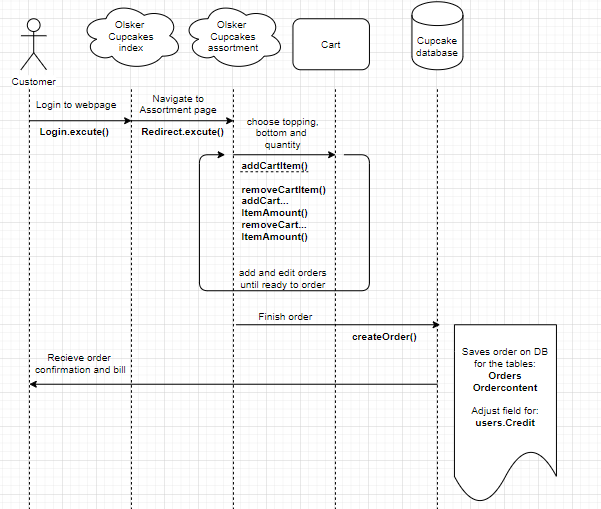 Olsker
Cupcakes
index
Olsker
Cupcakes
assortment
Cart
Cupcake
database
Customer
Login to webpage
Login.excute()
Navigate to
Assortment page
Redirect.excute()
choose topping,
bottom and
quantity
addCartItem()
removeCartItem()
addCart...
ItemAmount()
removeCart...
ItemAmount()
add and edit orders
until ready to order
Finish order
createOrder()
Recieve order
confirmation and bill
Saves order on DB
for the tables:
Orders
Ordercontent
Adjust field for:
users.Credit